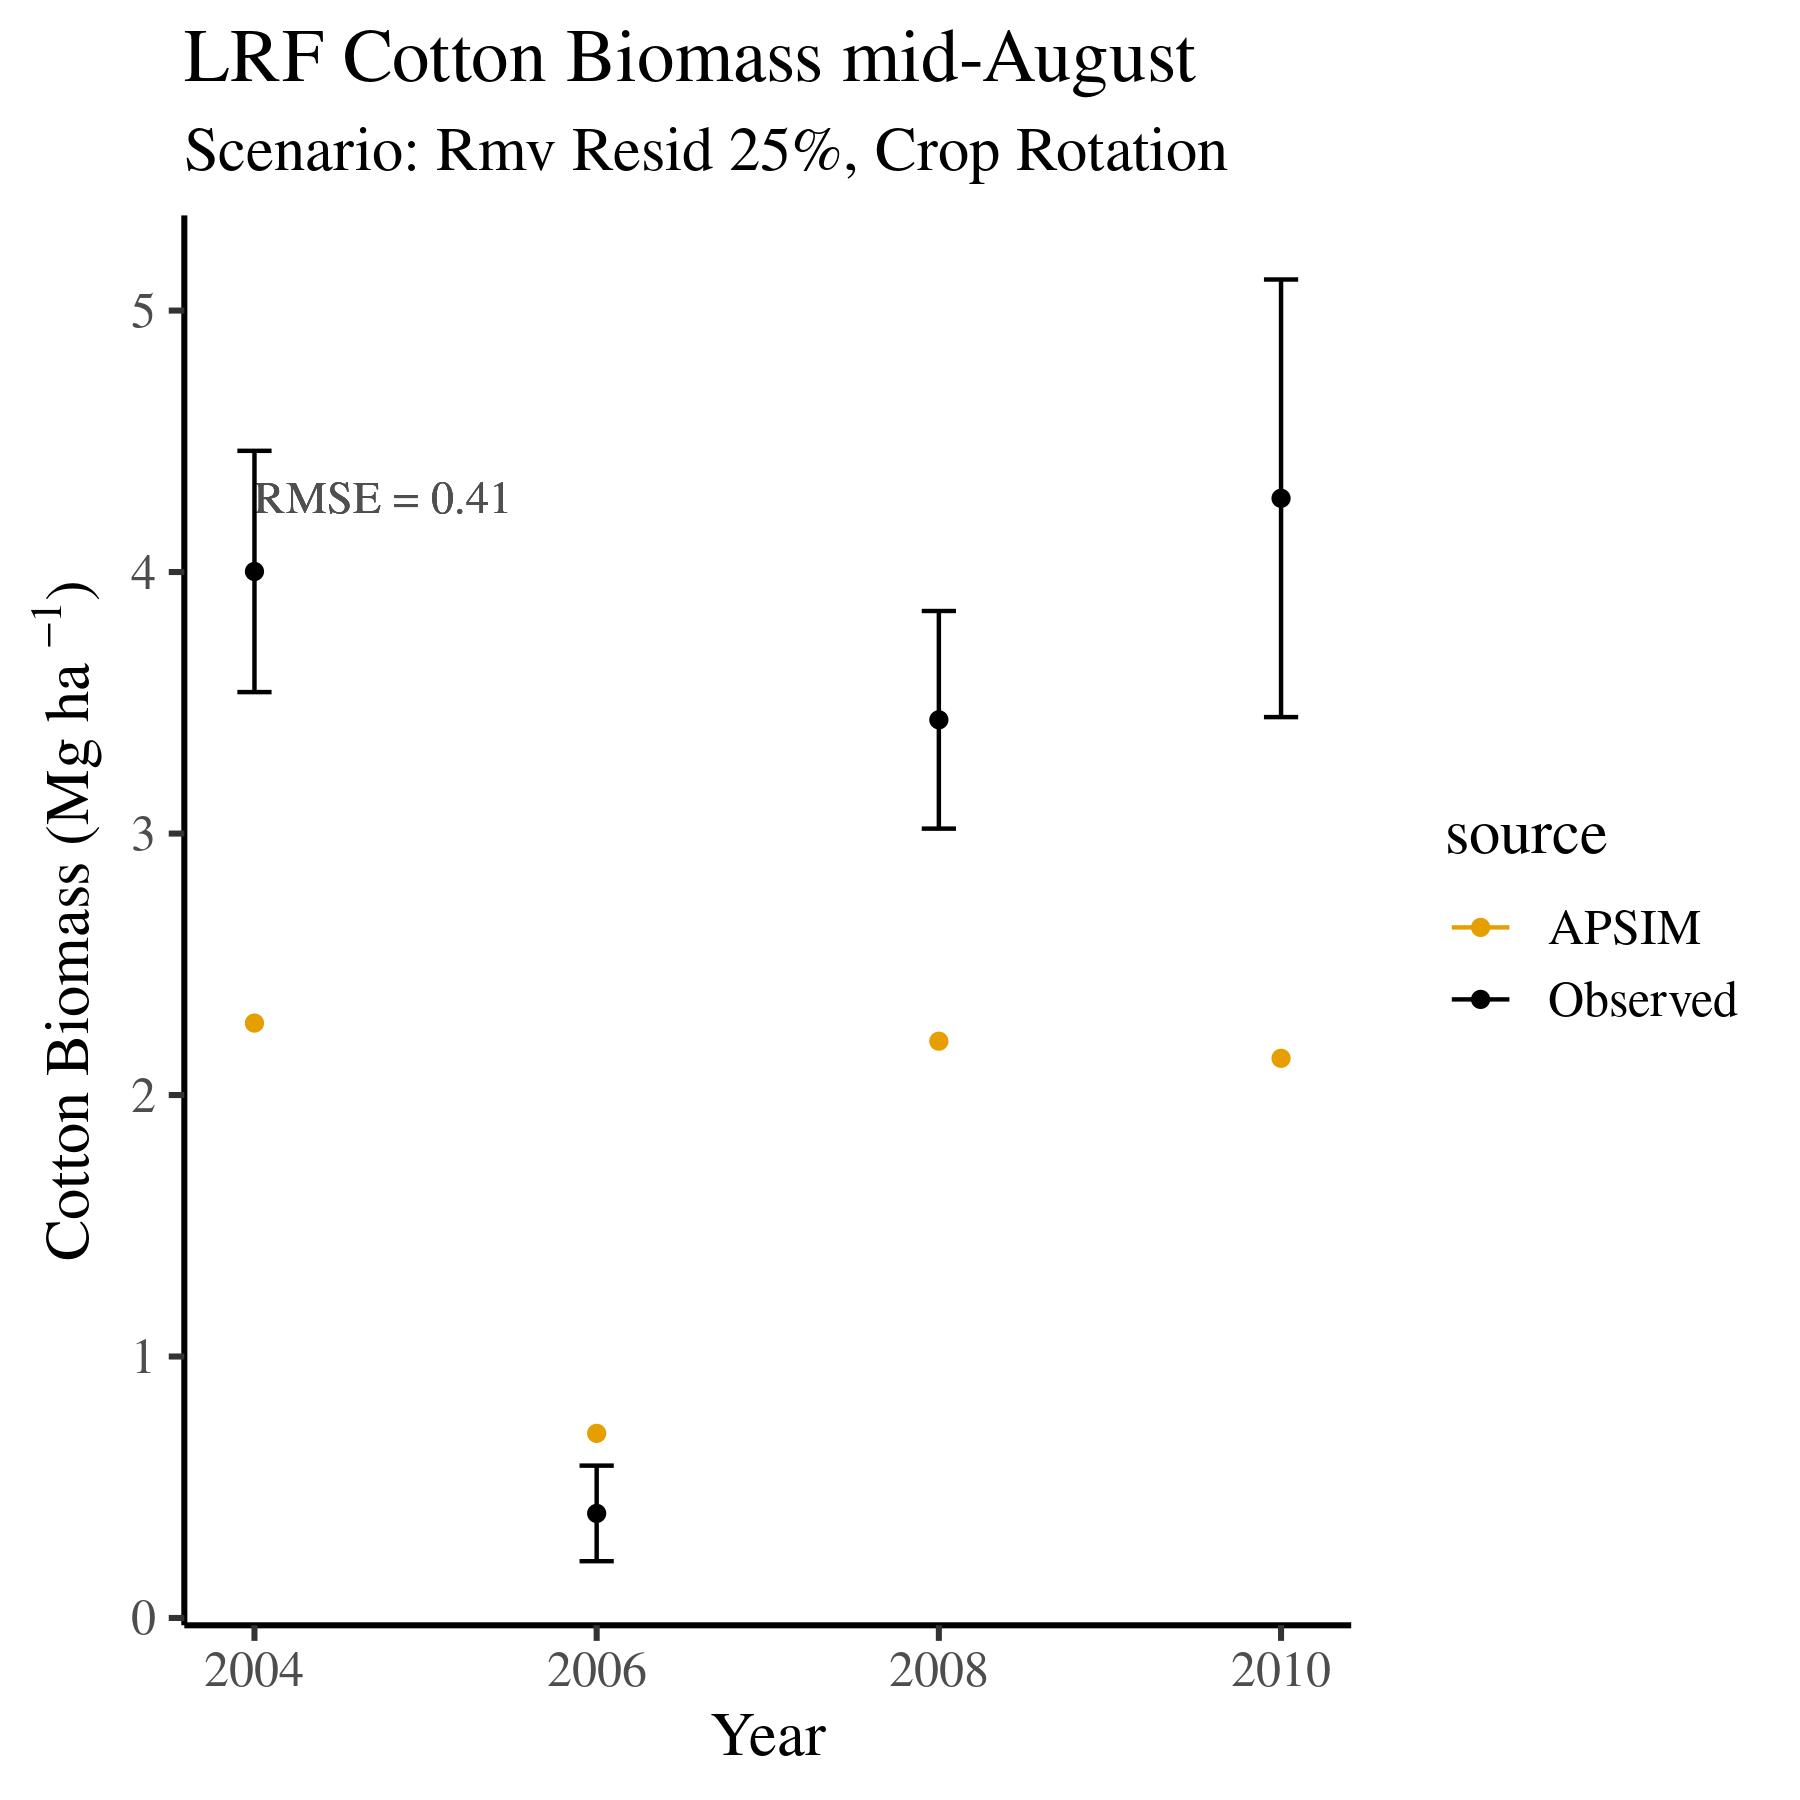 LRF Cotton Biomass mid-August
Scenario: Rmv Resid 25%, Crop Rotation
Cotton Biomass (Mg ha ⁻¹)
5
4
3
2
1
0
RMSE = 0.41
2004
2006
2008
2010
Year
source
APSIM
Observed